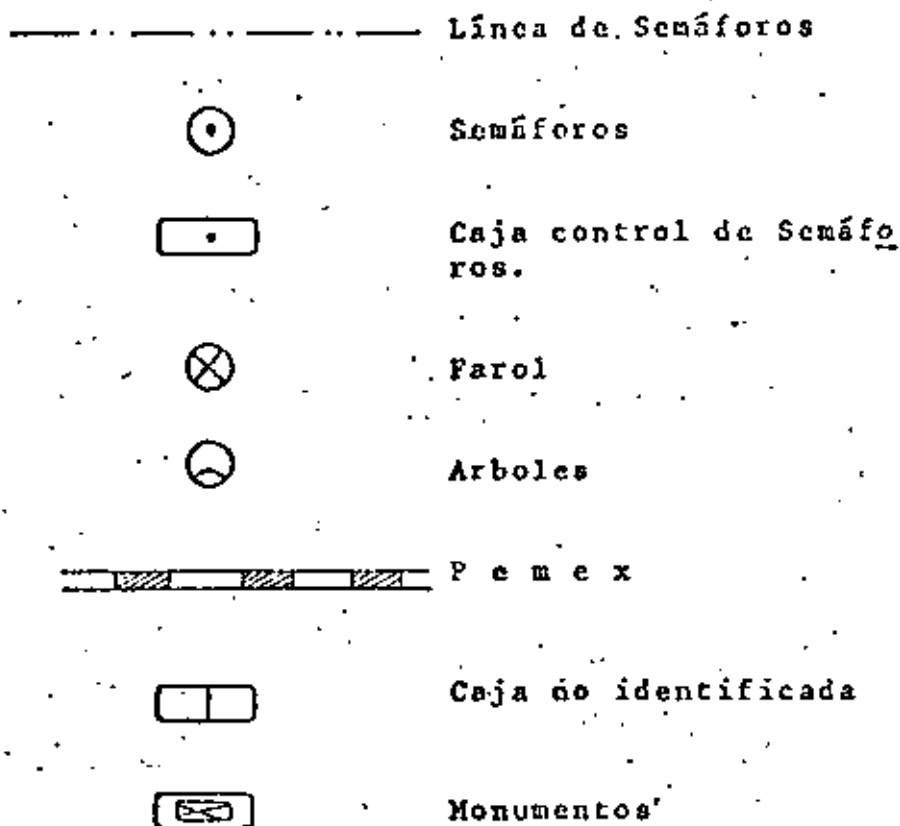 Línea de Semáforos
Semáforos
Caja control de Semáfo
ros.
Farol
Arboles
P e m e x
Caja no identificada
Monumentos